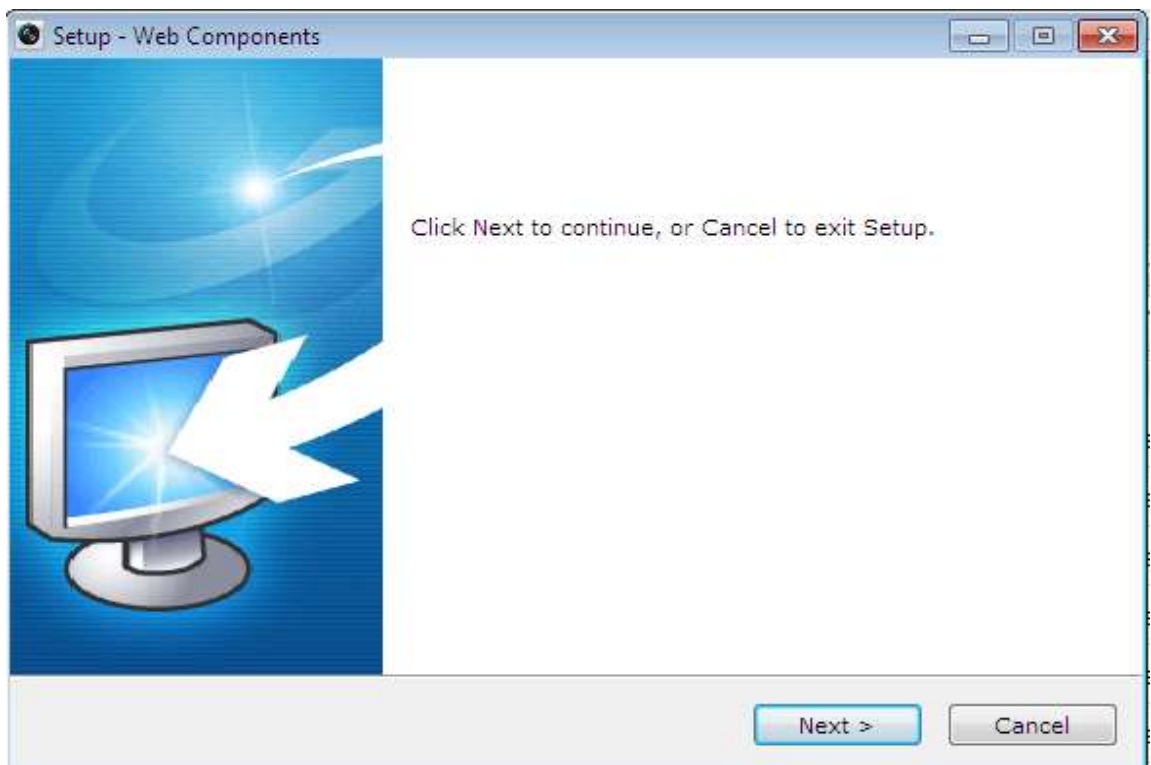 Setup - Web Components
Click Next to continue, or Cancel to exit Setup.
Next >
Cancel